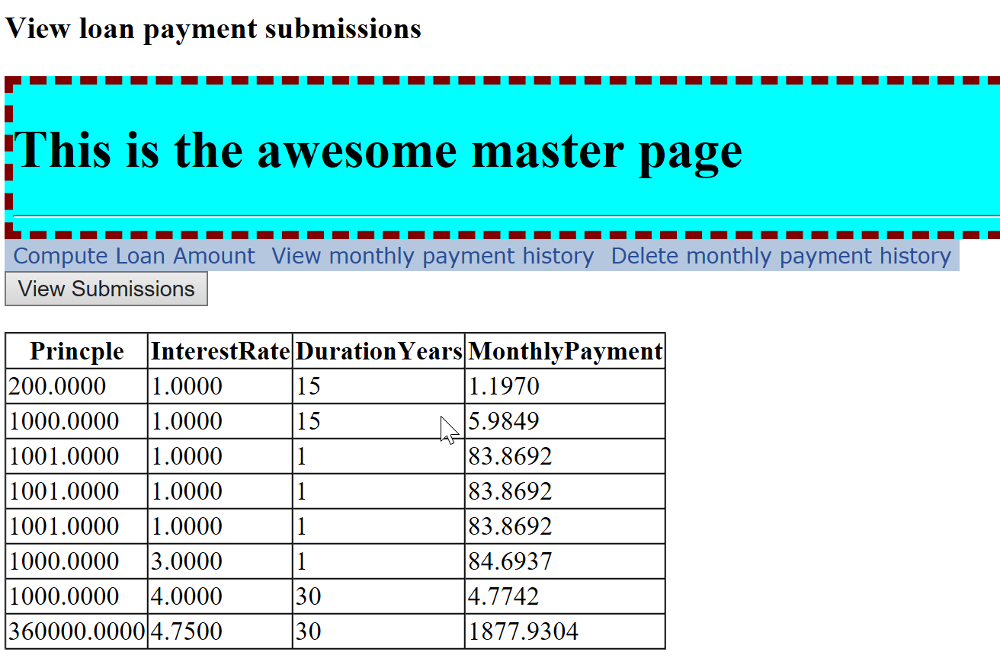 View loan payment submissions
This is the awesome master page
Compute Loan Amount View monthly payment history Delete monthly payment history
View Submissions
Princple InterestRate DurationYears MonthlyPayment
200.0000 1.0000 15 1.1970
1000.0000 1.0000 15 5.9849
1001.0000 1.0000 1 83.8692
1001.0000 1.0000 1 83.8692
1001.0000 1.0000 1 83.8692
1000.0000 3.0000 1 84.6937
1000.0000 4.0000 30 4.7742
360000.0000 4.7500 30 1877.9304